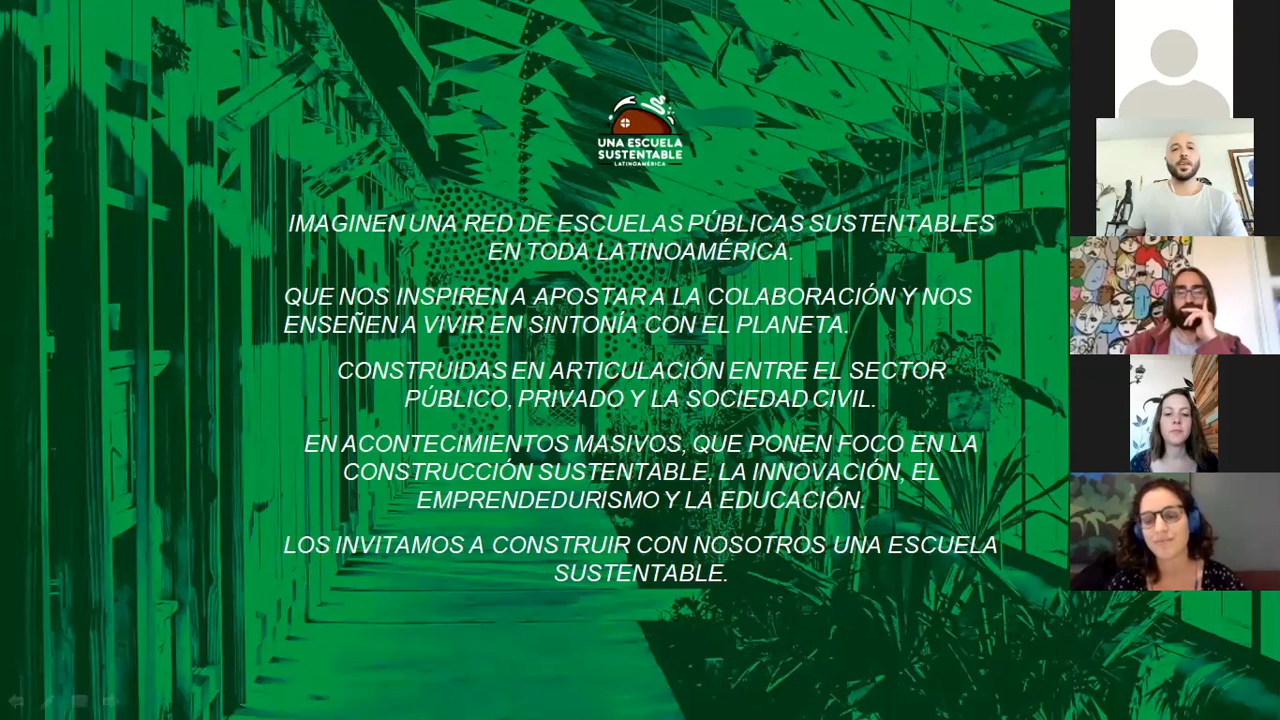 UNA ESCUELA
SUSTENTABLE
LATINOAMÉRICA
IMAGINEN UNA RED DE ESCUELAS PÚBLICAS SUSTENTABLES
EN TODA LATINOAMÉRICA.
QUE NOS INSPIREN A APOSTAR A LA COLABORACIÓN Y NOS
ENSEÑEN A VIVIR EN SINTONÍA CON EL PLANETA.
CONSTRUIDAS EN ARTICULACIÓN ENTRE EL SECTOR
PÚBLICO, PRIVADO Y LA SOCIEDAD CIVIL.
EN ACONTECIMIENTOS MASIVOS, QUE PONEN FOCO EN LA
CONSTRUCCIÓN SUSTENTABLE, LA INNOVACIÓN, EL
EMPRENDEDURISMO Y LA EDUCACIÓN.
LOS INVITAMOS A CONSTRUIR CON NOSOTROS UNA ESCUELA
SUSTENTABLE.